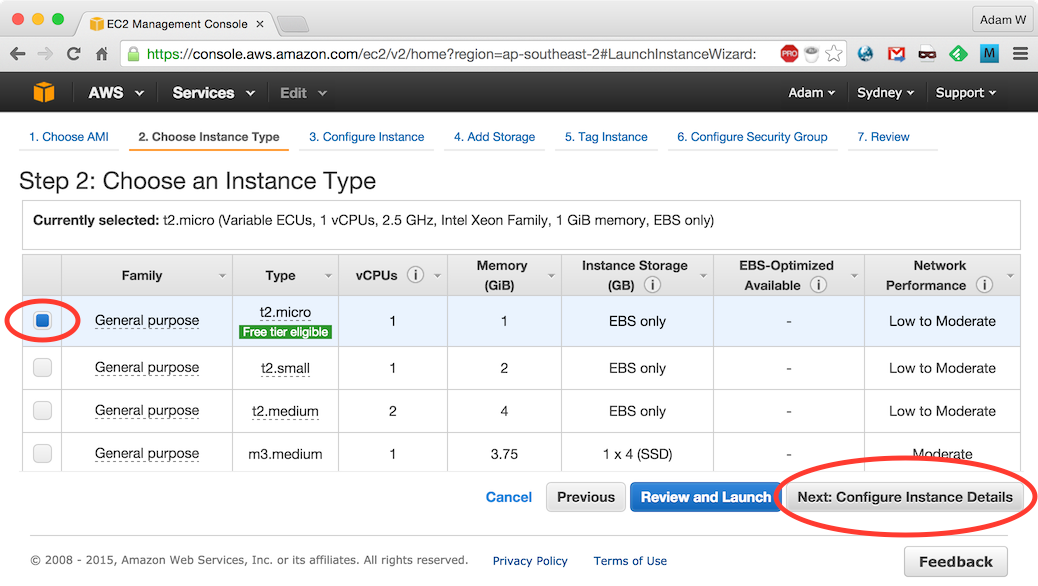 EC2 Management Console
Adam W
https://console.aws.amazon.com/ec2/v2/home?region=ap-southeast-2#LaunchInstanceWizard:
PRO
M
AWS Services Edit Adam Sydney Support
1. Choose AMI 2. Choose Instance Type 3. Configure Instance 4. Add Storage 5. Tag Instance 6. Configure Security Group 7. Review
Step 2: Choose an Instance Type
Currently selected: t2.micro (Variable ECUs, 1 vCPUs, 2.5 GHz, Intel Xeon Family, 1 GiB memory, EBS only)
Family Type vCPUs i Memory (GiB) Instance Storage (GB) i EBS-Optimized Available i Network Performance i
General purpose t2.micro Free tier eligible 1 1 EBS only - Low to Moderate
General purpose t2.small 1 2 EBS only - Low to Moderate
General purpose t2.medium 2 4 EBS only - Low to Moderate
General purpose m3.medium 1 3.75 1 x 4 (SSD) - Moderate
Cancel Previous Review and Launch Next: Configure Instance Details
© 2008 - 2015, Amazon Web Services, Inc. or its affiliates. All rights reserved. Privacy Policy Terms of Use Feedback